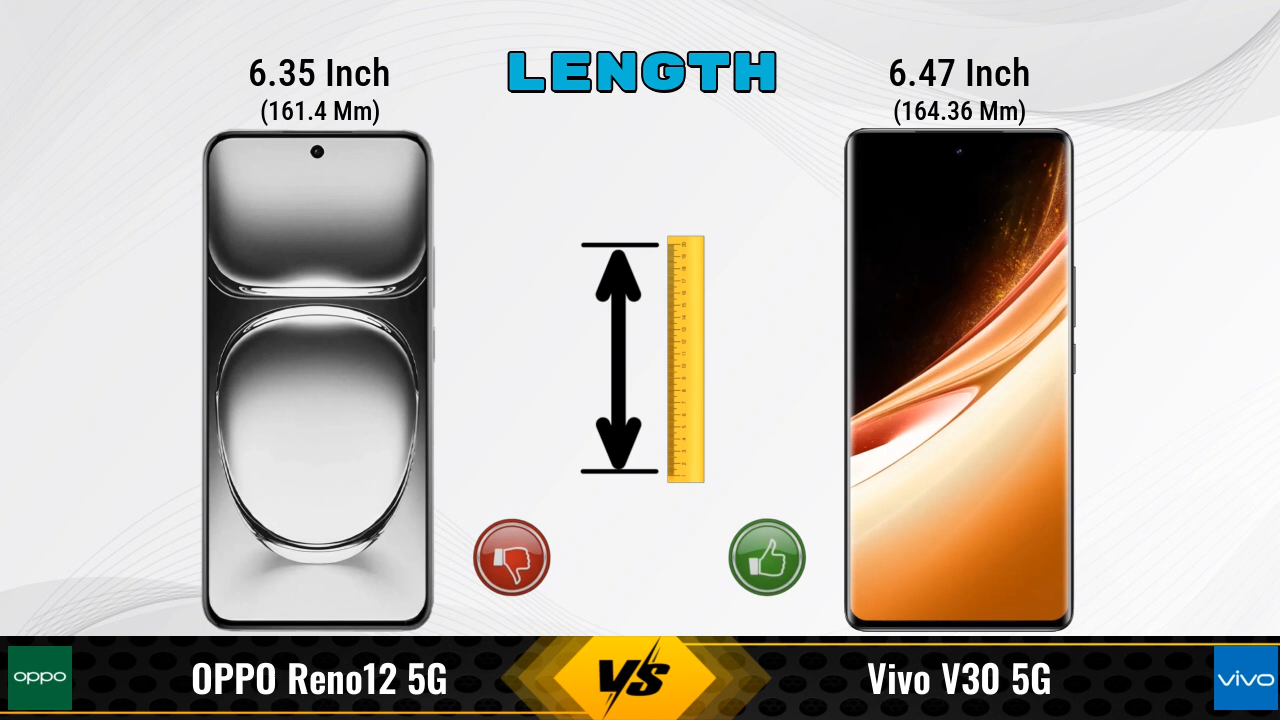 LENGTH
6.35 Inch
(161.4 Mm)
6.47 Inch
(164.36 Mm)
oppo
OPPO Reno12 5G
VS
Vivo V30 5G
vivo